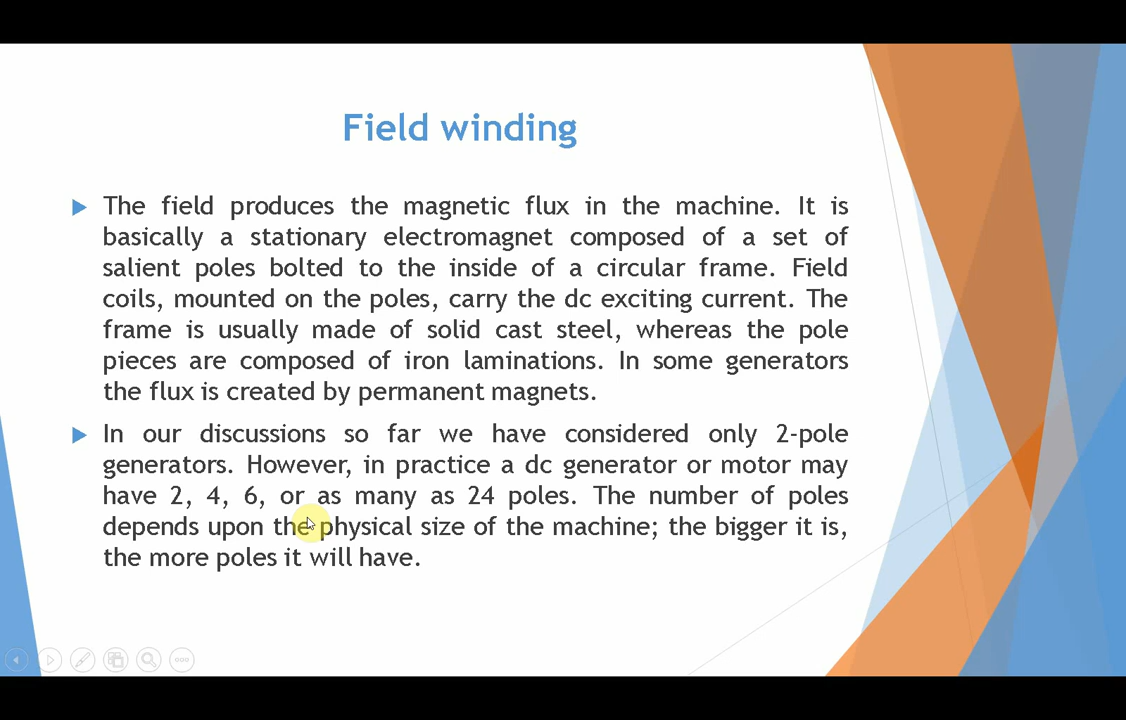 Field winding
The field produces the magnetic flux in the machine. It is
basically a stationary electromagnet composed of a set of
salient poles bolted to the inside of a circular frame. Field
coils, mounted on the poles, carry the dc exciting current. The
frame is usually made of solid cast steel, whereas the pole
pieces are composed of iron laminations. In some generators
the flux is created by permanent magnets.
In our discussions so far we have considered only 2-pole
generators. However, in practice a dc generator or motor may
have 2, 4, 6, or as many as 24 poles. The number of poles
depends upon the physical size of the machine; the bigger it is,
the more poles it will have.